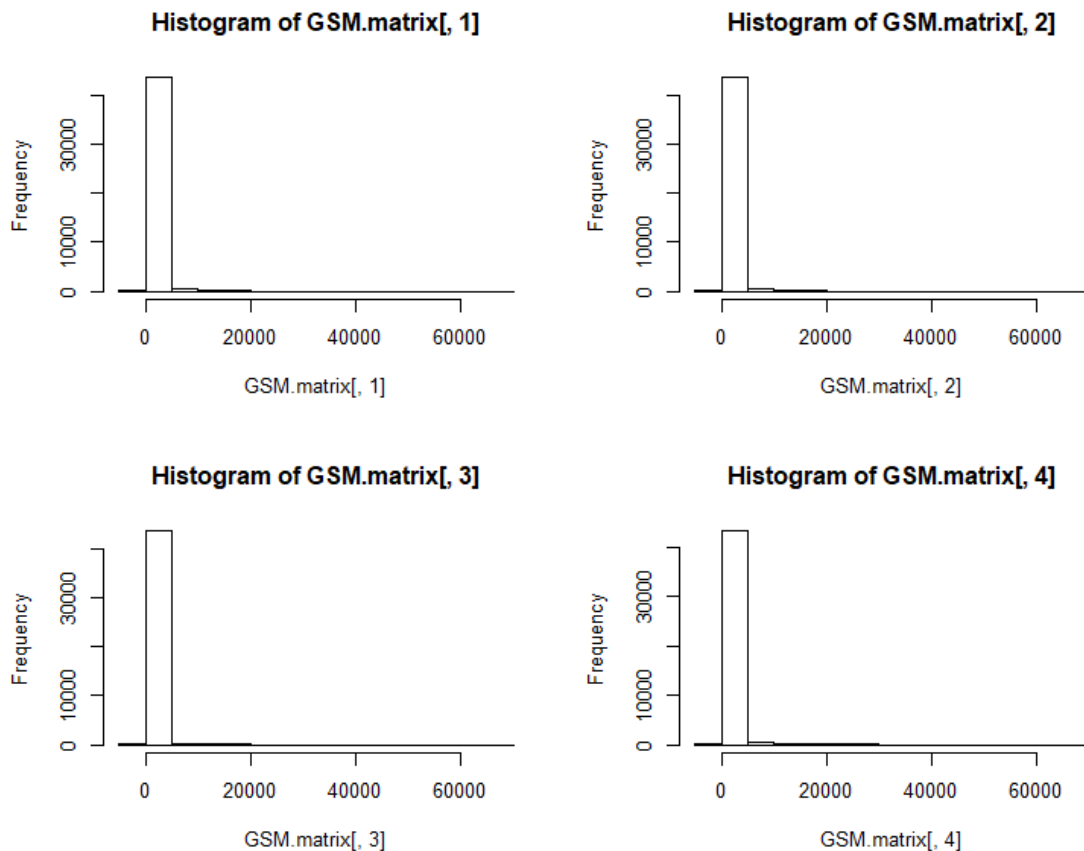 Histogram of GSM.matrix[, 1]
Frequency
30000
10000
0
0 20000 40000 60000
GSM.matrix[, 1]
Histogram of GSM.matrix[, 2]
Frequency
30000
10000
0
0 20000 40000 60000
GSM.matrix[, 2]
Histogram of GSM.matrix[, 3]
Frequency
30000
10000
0
0 20000 40000 60000
GSM.matrix[, 3]
Histogram of GSM.matrix[, 4]
Frequency
30000
10000
0
0 20000 40000 60000
GSM.matrix[, 4]